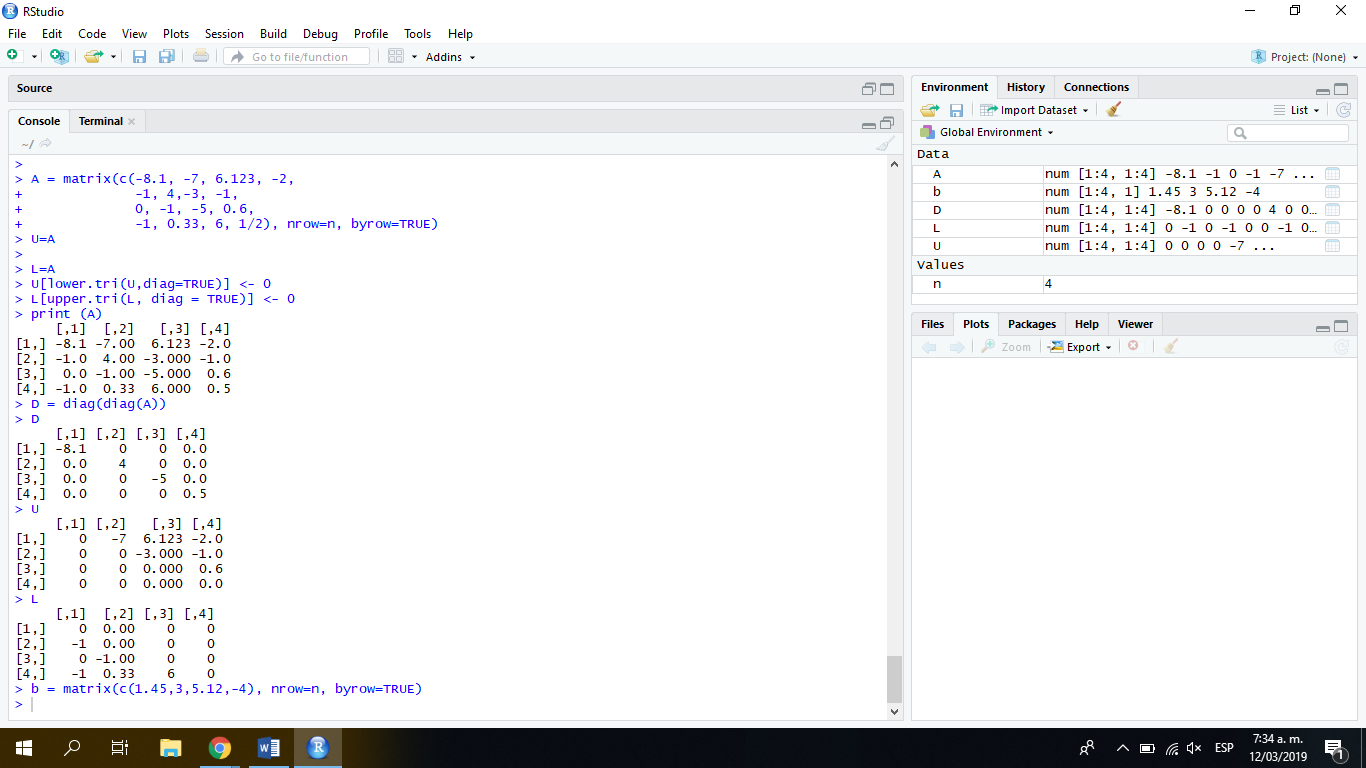 RStudio
File Edit Code View Plots Session Build Debug Profile Tools Help
Go to file/function Addins Project: (None)
Source
Console Terminal
~/
>
> A = matrix(c(-8.1, -7, 6.123, -2,
+              -1, 4,-3, -1,
+              0, -1, -5, 0.6,
+              -1, 0.33, 6, 1/2), nrow=n, byrow=TRUE)
> U=A
>
> L=A
> U[lower.tri(U,diag=TRUE)] <- 0
> L[upper.tri(L, diag = TRUE)] <- 0
> print (A)
     [,1]  [,2]   [,3] [,4]
[1,] -8.1 -7.00  6.123 -2.0
[2,] -1.0  4.00 -3.000 -1.0
[3,]  0.0 -1.00 -5.000  0.6
[4,] -1.0  0.33  6.000  0.5
> D = diag(diag(A))
> D
     [,1] [,2] [,3] [,4]
[1,] -8.1    0    0  0.0
[2,]  0.0    4    0  0.0
[3,]  0.0    0   -5  0.0
[4,]  0.0    0    0  0.5
> U
     [,1] [,2]   [,3] [,4]
[1,]    0   -7  6.123 -2.0
[2,]    0    0 -3.000 -1.0
[3,]    0    0  0.000  0.6
[4,]    0    0  0.000  0.0
> L
     [,1]  [,2] [,3] [,4]
[1,]    0  0.00    0    0
[2,]   -1  0.00    0    0
[3,]    0 -1.00    0    0
[4,]   -1  0.33    6    0
> b = matrix(c(1.45,3,5.12,-4), nrow=n, byrow=TRUE)
>
Environment History Connections
Import Dataset List
Global Environment
Data
A num [1:4, 1:4] -8.1 -1 0 -1 -7 ...
b num [1:4, 1] 1.45 3 5.12 -4
D num [1:4, 1:4] -8.1 0 0 0 0 4 0 0…
L num [1:4, 1:4] 0 -1 0 -1 0 0 -1 0…
U num [1:4, 1:4] 0 0 0 0 -7 ...
Values
n 4
Files Plots Packages Help Viewer
Zoom Export
ESP
7:34 a. m.
12/03/2019
1